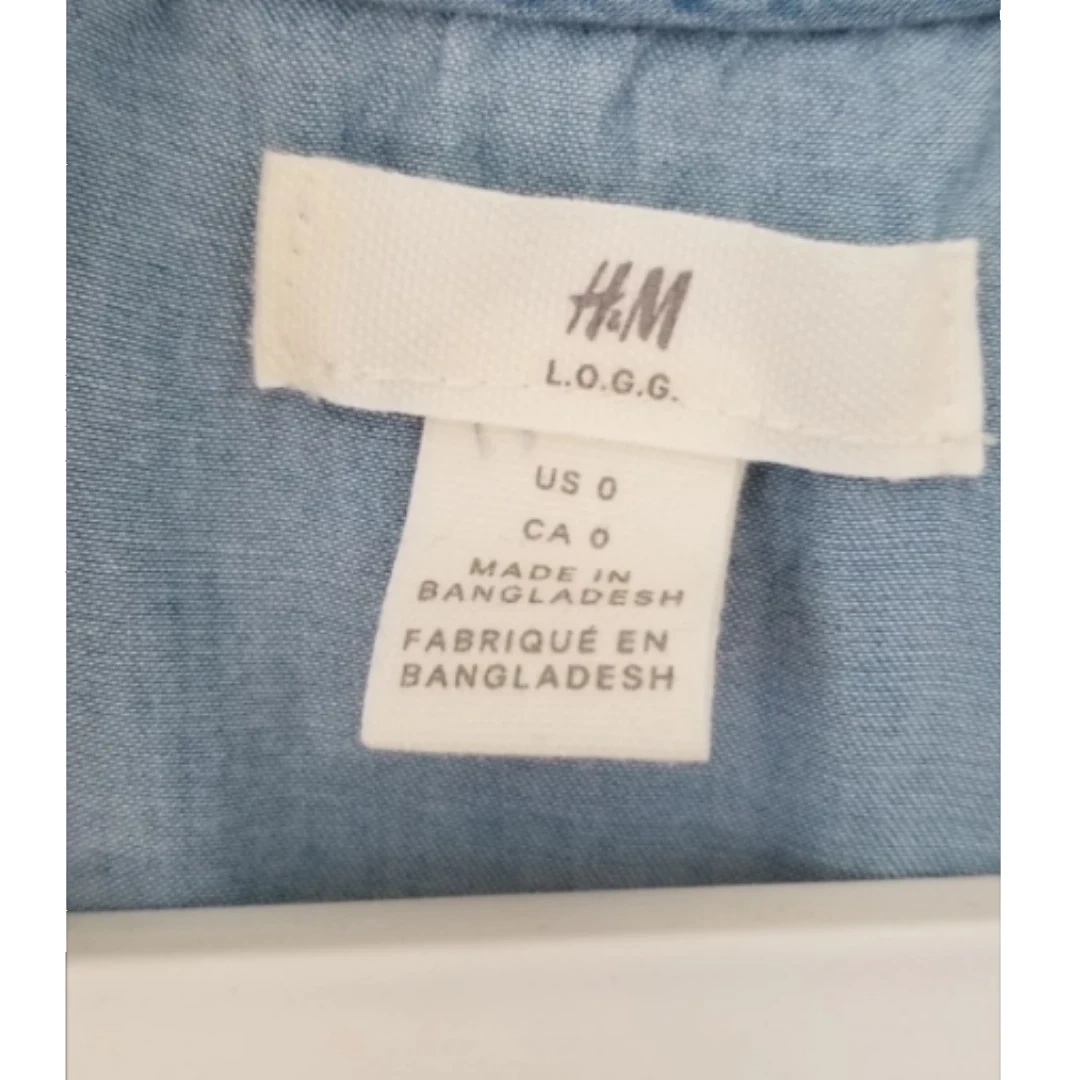 H&M
L.O.G.G.
US 0
CA 0
MADE IN
BANGLADESH
FABRIQUÉ EN
BANGLADESH